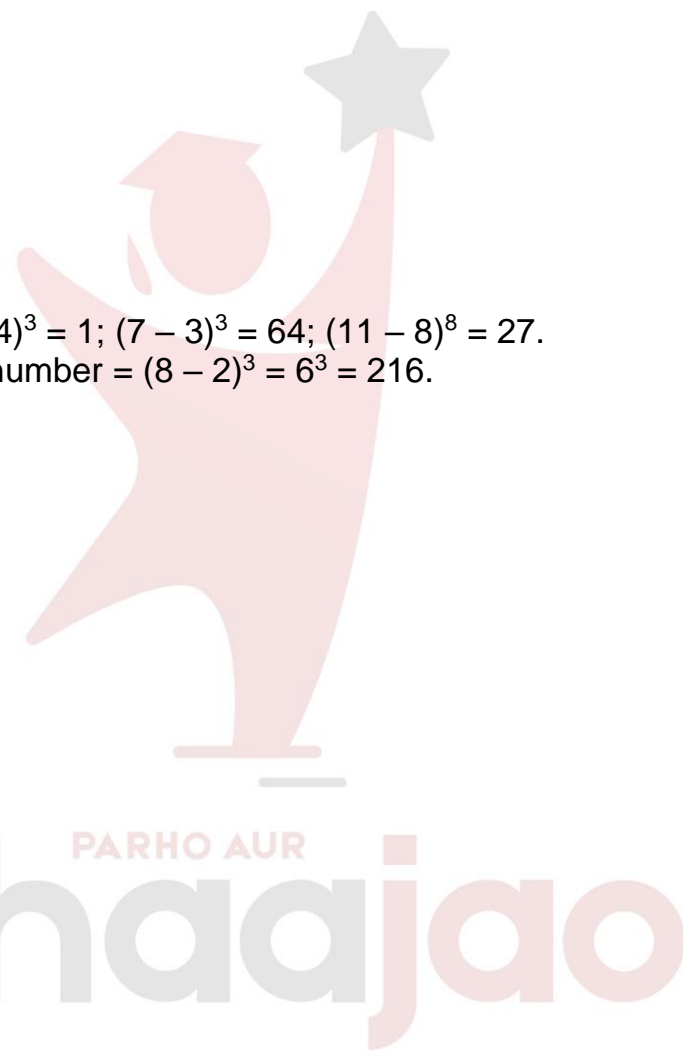 4)³ = 1; (7 – 3)³ = 64; (11 – 8)⁸ = 27.
number = (8 – 2)³ = 6³ = 216.
PARHO AUR
haajao